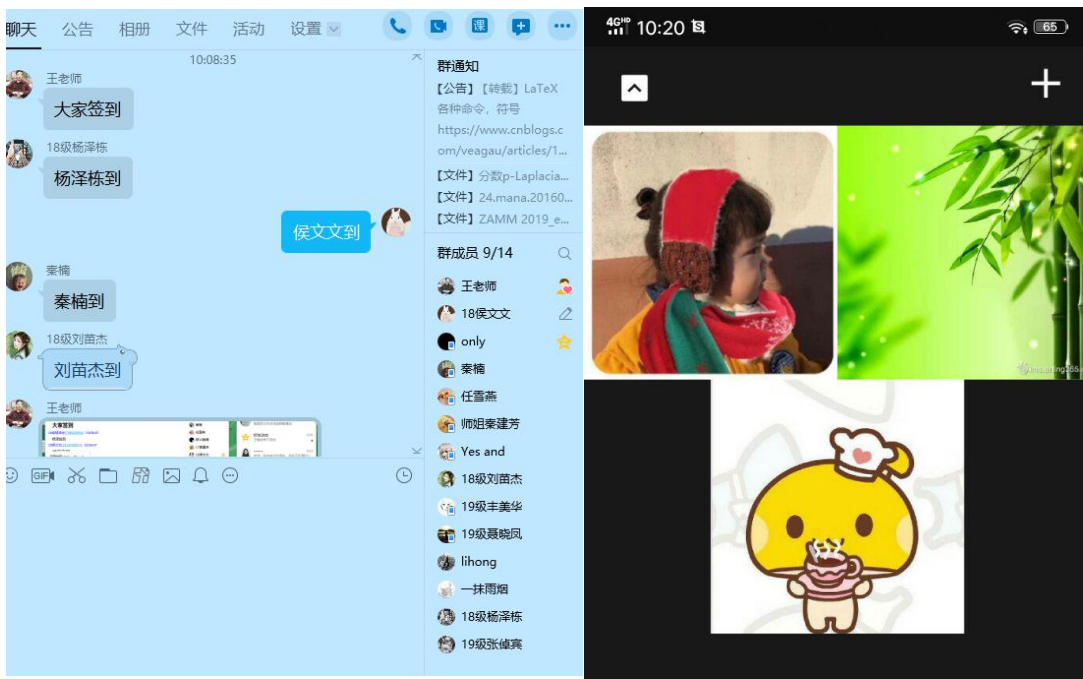 聊天 公告 相册 文件 活动 设置
课
10:08:35
王老师
大家签到
18级杨泽栋
杨泽栋到
侯文文到
秦楠
秦楠到
18级刘苗杰
刘苗杰到
王老师
大家签到
GIF
群通知
【公告】【转载】LaTeX
各种命令，符号
https://www.cnblogs.c
om/veagau/articles/1...
【文件】分数p-Laplacia...
【文件】24.mana.20160...
【文件】ZAMM 2019_e...
群成员 9/14
王老师
18侯文文
only
秦楠
任雪燕
师姐秦建芳
Yes and
18级刘苗杰
19级丰美华
19级聂晓凤
lihong
一抹雨烟
18级杨泽栋
19级张倬宾
4G HD 10:20
65